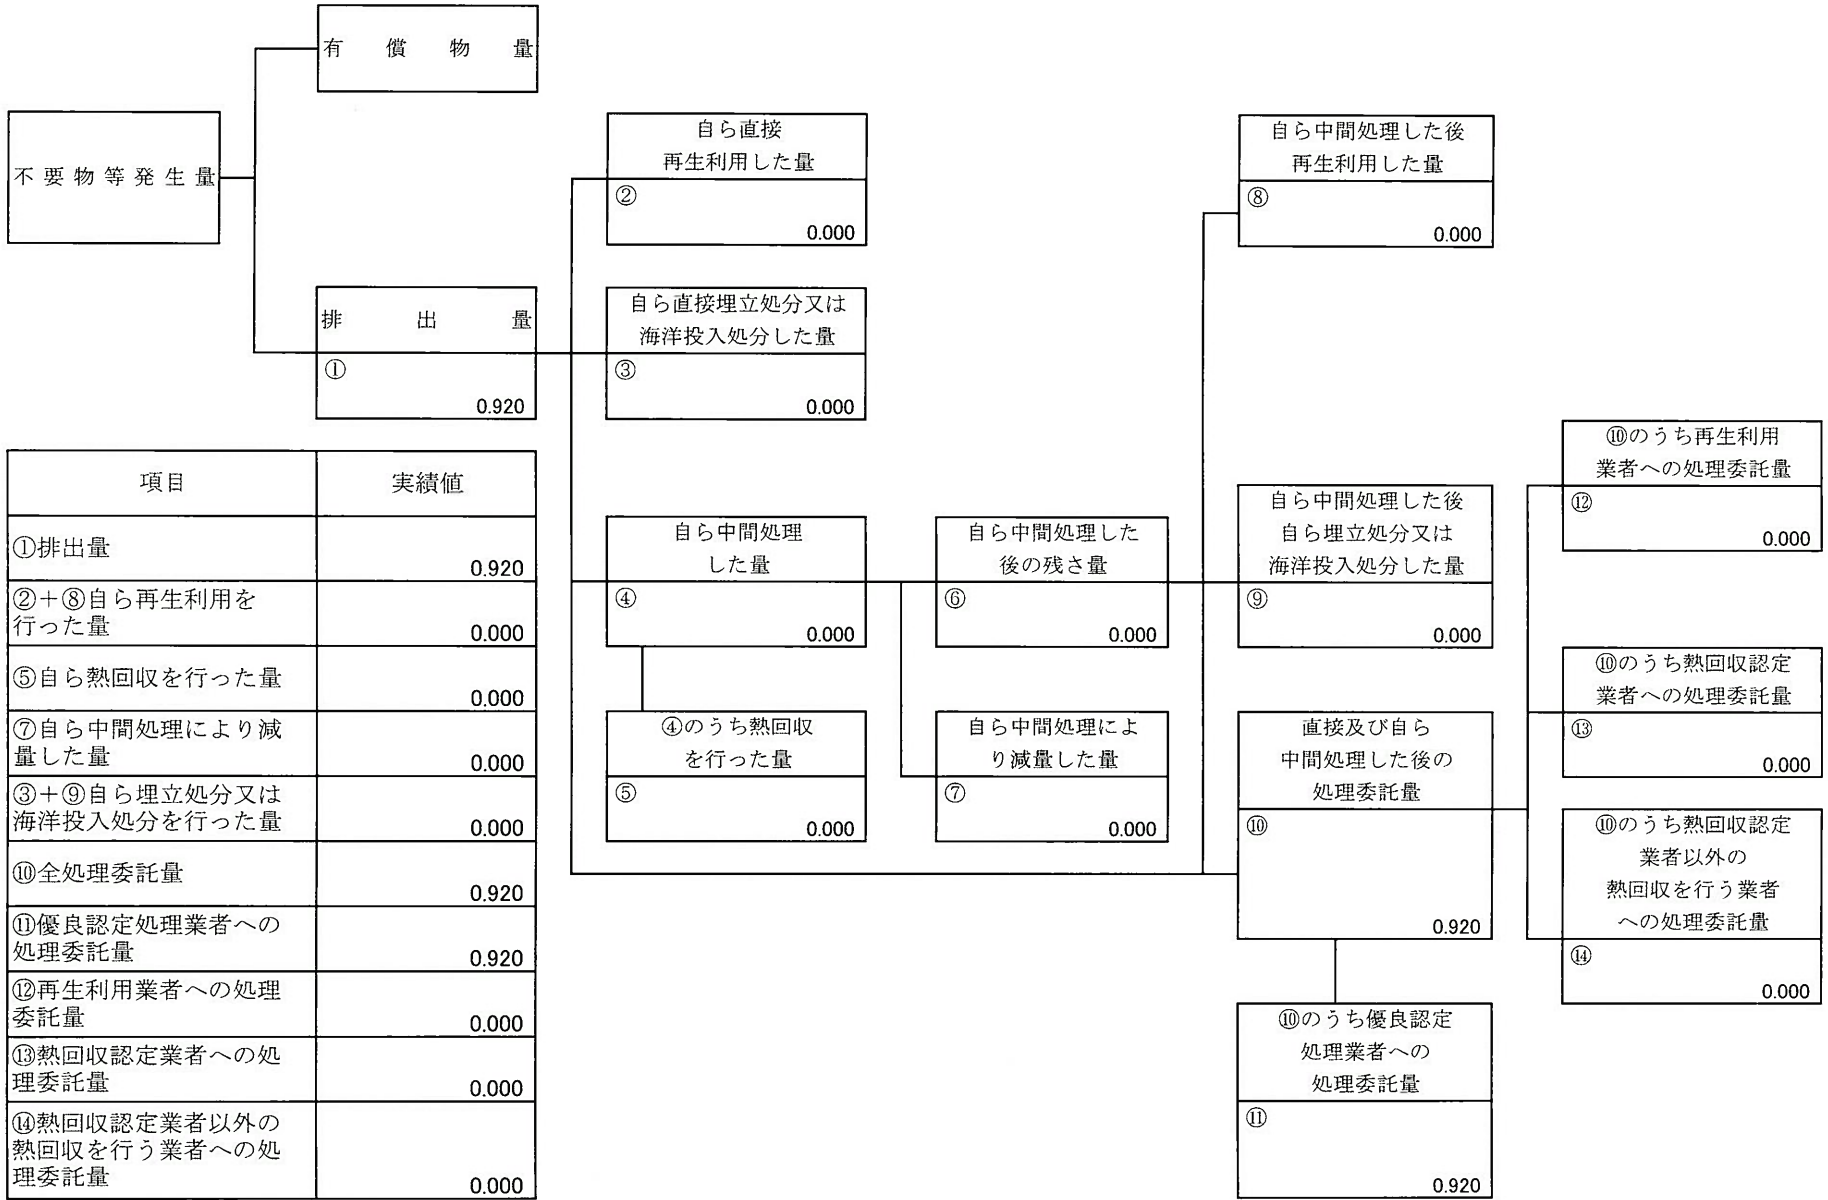 有償物量
不要物等発生量
排出量
①
0.920
自ら直接
再生利用した量
②
0.000
自ら直接埋立処分又は
海洋投入処分した量
③
0.000
自ら中間処理
した量
④
0.000
④のうち熱回収
を行った量
⑤
0.000
自ら中間処理した
後の残さ量
⑥
0.000
自ら中間処理によ
り減量した量
⑦
0.000
自ら中間処理した後
再生利用した量
⑧
0.000
自ら中間処理した後
自ら埋立処分又は
海洋投入処分した量
⑨
0.000
直接及び自ら
中間処理した後の
処理委託量
⑩
0.920
⑩のうち優良認定
処理業者への
処理委託量
⑪
0.920
⑩のうち再生利用
業者への処理委託量
⑫
0.000
⑩のうち熱回収認定
業者への処理委託量
⑬
0.000
⑩のうち熱回収認定
業者以外の
熱回収を行う業者
への処理委託量
⑭
0.000
項目 実績値
①排出量
0.920
②＋⑧自ら再生利用を
行った量
0.000
⑤自ら熱回収を行った量
0.000
⑦自ら中間処理により減
量した量
0.000
③＋⑨自ら埋立処分又は
海洋投入処分を行った量
0.000
⑩全処理委託量
0.920
⑪優良認定処理業者への
処理委託量
0.920
⑫再生利用業者への処理
委託量
0.000
⑬熱回収認定業者への処
理委託量
0.000
⑭熱回収認定業者以外の
熱回収を行う業者への処
理委託量
0.000